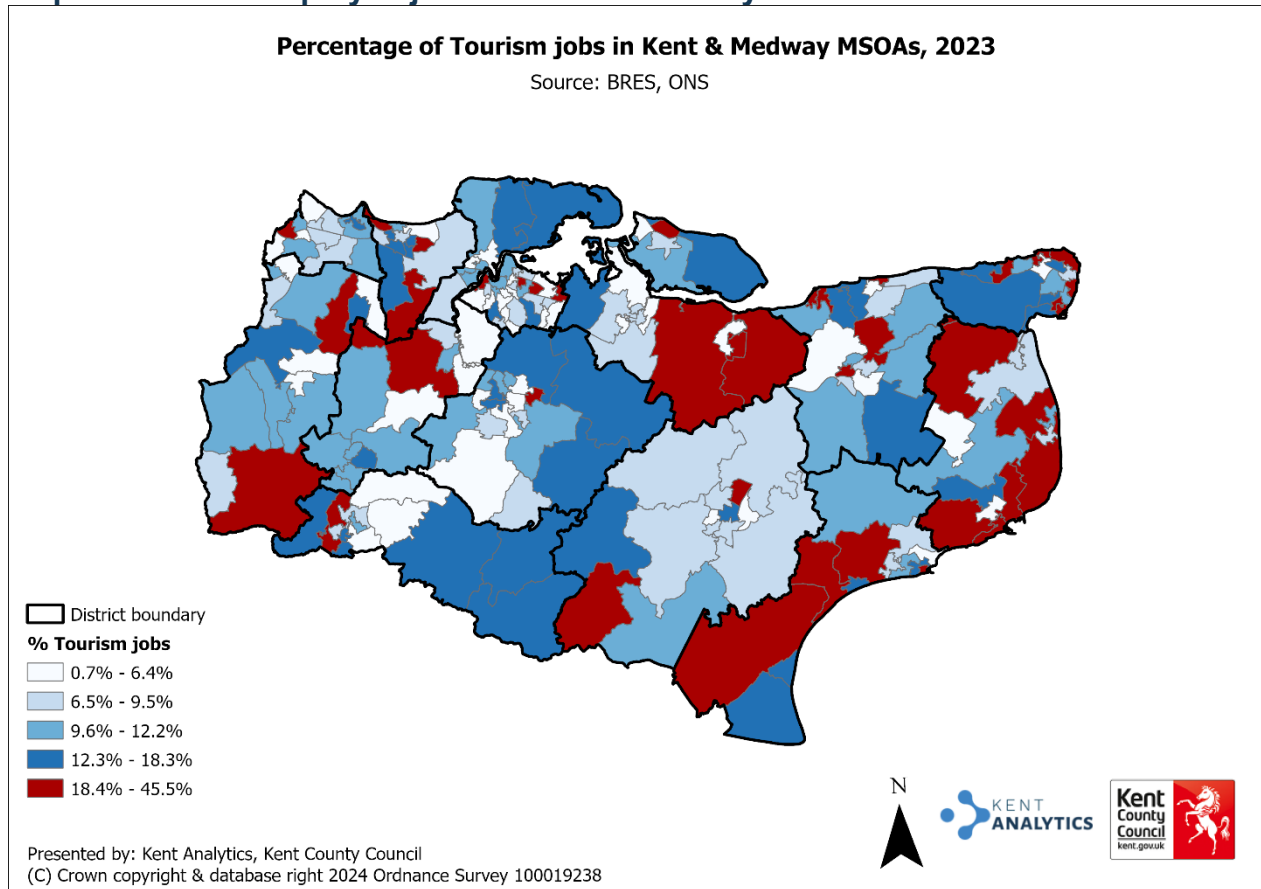 Percentage of Tourism jobs in Kent & Medway MSOAs, 2023
Source: BRES, ONS
District boundary
% Tourism jobs
0.7% - 6.4%
6.5% - 9.5%
9.6% - 12.2%
12.3% - 18.3%
18.4% - 45.5%
N
KENT
ANALYTICS
Kent
County
Council
kent.gov.uk
Presented by: Kent Analytics, Kent County Council
(C) Crown copyright & database right 2024 Ordnance Survey 100019238